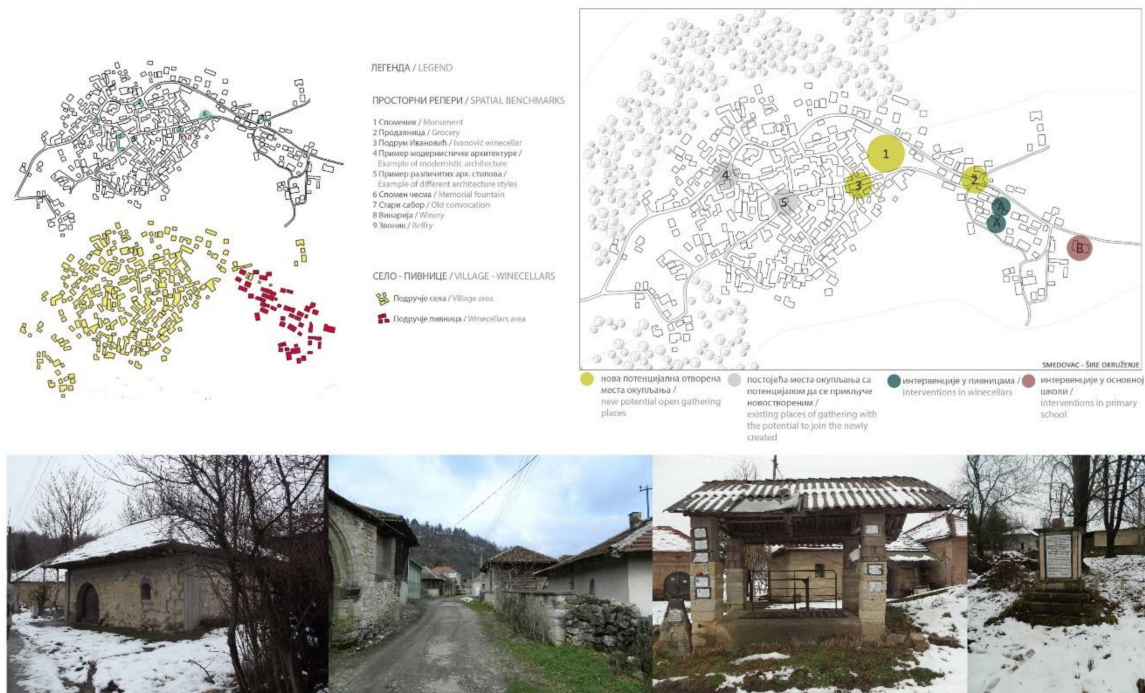 ЛЕГЕНДА / LEGEND
ПРОСТОРНИ РЕПЕРИ / SPATIAL BENCHMARKS
1 Споменик / Monument
2 Продавница / Grocery
3 Подрум Ивановић / Ivanović winecellar
4 Пример модернистичке архитектуре /
Example of modernistic architecture
5 Пример различитих арх. стилова /
Example of different architecture styles
6 Спомен чесма / Memorial fountain
7 Стари сабор / Old convocation
8 Винарија / Winery
9 Звоник / Belfry
СЕЛО - ПИВНИЦЕ / VILLAGE - WINECELLARS
Подручје села / Village area
Подручје пивница / Winecellars area
1
2
3
4
5
A
A
B
SMEDOVAC - ŠIRE OKRUŽENJE
нова потенцијална отворена
места окупљања /
new potential open gathering
places
постојећа места окупљања са
потенцијалом да се прикључе
новоствореним /
existing places of gathering with
the potential to join the newly
created
интервенције у пивницама /
interventions in winecellars
интервенције у основној
школи /
interventions in primary
school